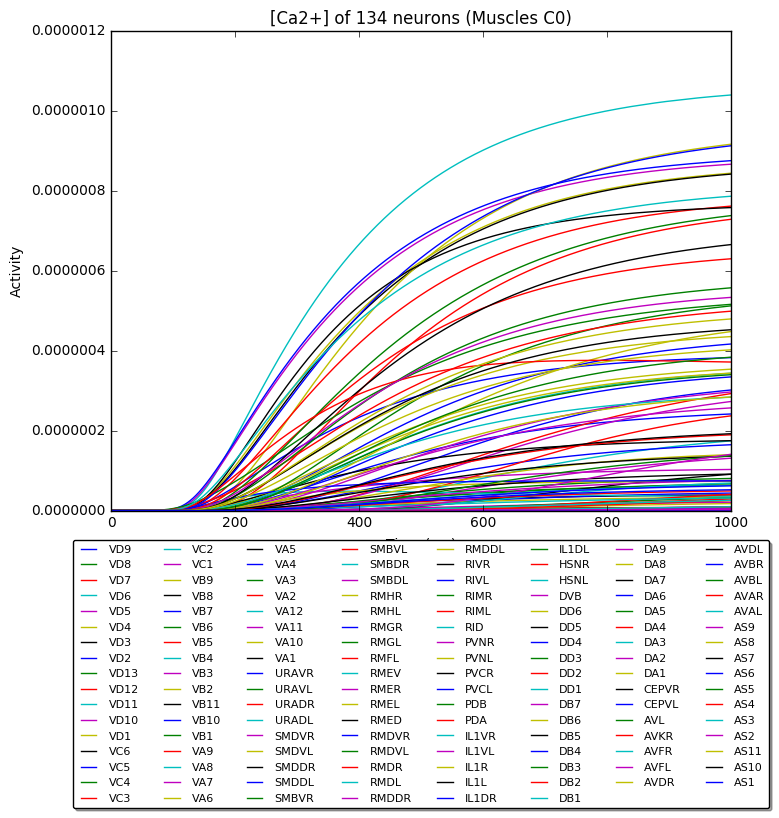 [Ca2+] of 134 neurons (Muscles C0)
0.0000012
0.0000010
0.0000008
0.0000006
0.0000004
0.0000002
0.0000000
Activity
0 200 400 600 800 1000
VD9
VD8
VD7
VD6
VD5
VD4
VD3
VD2
VD13
VD12
VD11
VD10
VD1
VC6
VC5
VC4
VC3
VC2
VC1
VB9
VB8
VB7
VB6
VB5
VB4
VB3
VB2
VB11
VB10
VB1
VA9
VA8
VA7
VA6
VA5
VA4
VA3
VA2
VA12
VA11
VA10
VA1
URAVR
URAVL
URADR
URADL
SMDVR
SMDVL
SMDDR
SMDDL
SMBVR
SMBVL
SMBDR
SMBDL
RMHR
RMHL
RMGR
RMGL
RMFL
RMEV
RMER
RMEL
RMED
RMDVR
RMDVL
RMDR
RMDL
RMDDR
RMDDL
RIVR
RIVL
RIMR
RIML
RID
PVNR
PVNL
PVCR
PVCL
PDB
PDA
IL1VR
IL1VL
IL1R
IL1L
IL1DR
IL1DL
HSNR
HSNL
DVB
DD6
DD5
DD4
DD3
DD2
DD1
DB7
DB6
DB5
DB4
DB3
DB2
DB1
DA9
DA8
DA7
DA6
DA5
DA4
DA3
DA2
DA1
CEPVR
CEPVL
AVL
AVKR
AVFR
AVFL
AVDR
AVDL
AVBR
AVBL
AVAR
AVAL
AS9
AS8
AS7
AS6
AS5
AS4
AS3
AS2
AS11
AS10
AS1